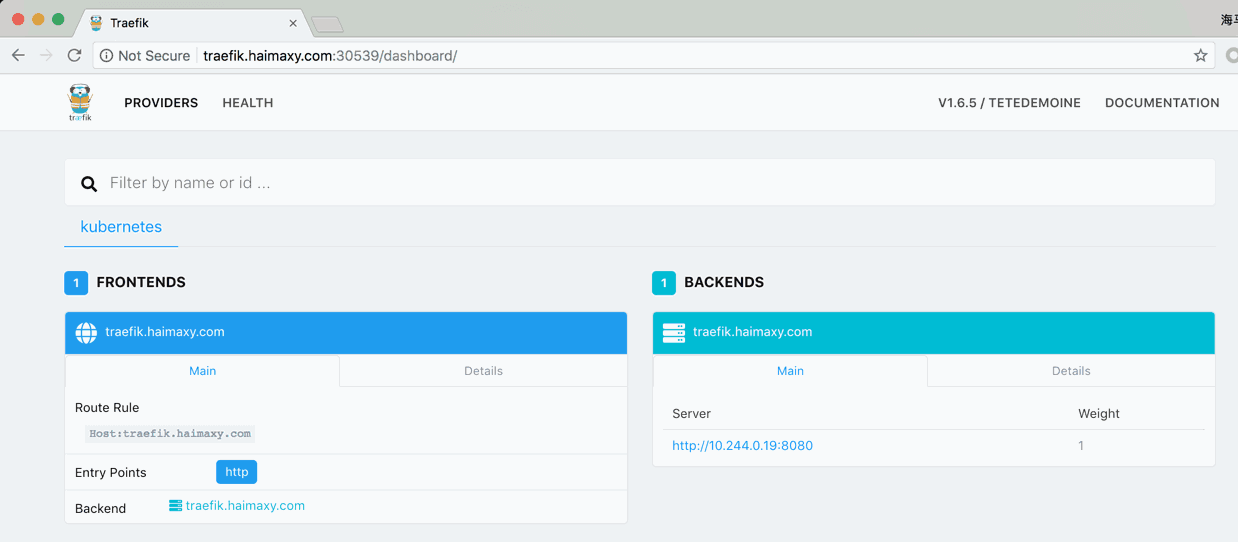 Traefik
海马
Not Secure traefik.haimaxy.com:30539/dashboard/
træfik PROVIDERS HEALTH V1.6.5 / TETEDEMOINE DOCUMENTATION
Filter by name or id ...
kubernetes
1 FRONTENDS
traefik.haimaxy.com
Main Details
Route Rule
Host:traefik.haimaxy.com
Entry Points http
Backend traefik.haimaxy.com
1 BACKENDS
traefik.haimaxy.com
Main Details
Server Weight
http://10.244.0.19:8080 1